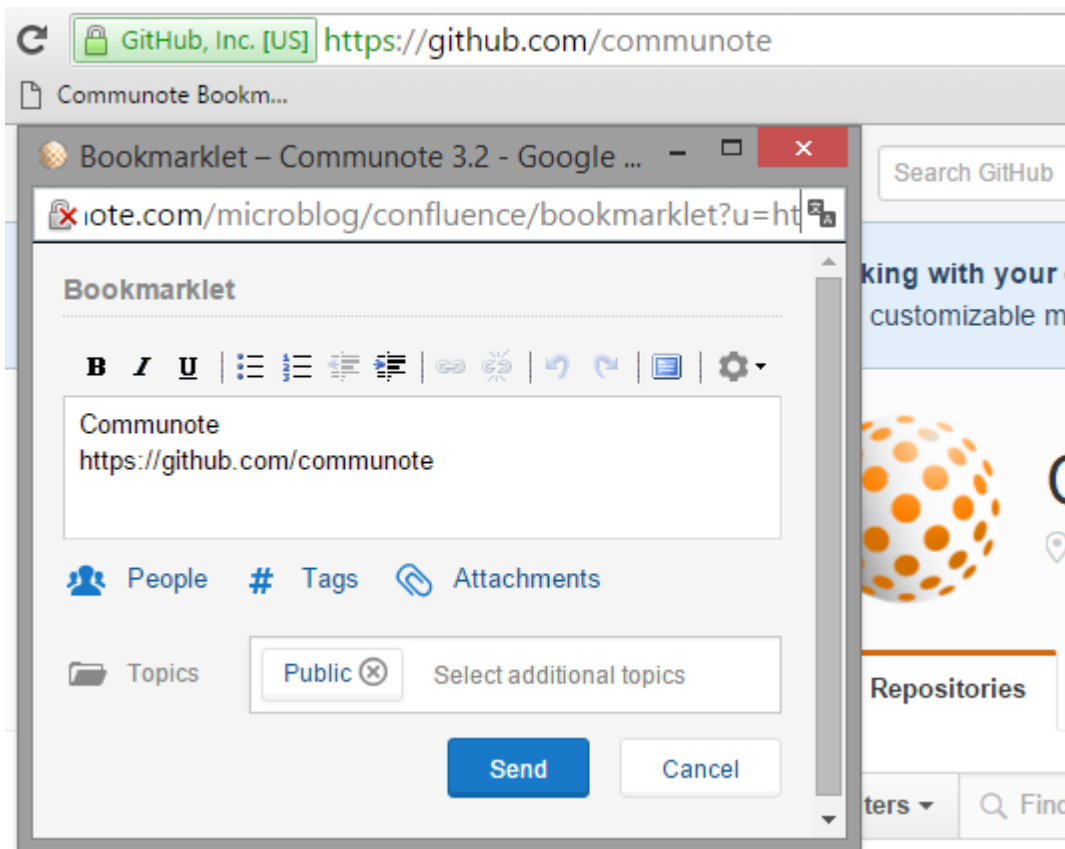 GitHub, Inc. [US] https://github.com/communote
Communote Bookm...
Bookmarklet – Communote 3.2 - Google ...
Search GitHub
note.com/microblog/confluence/bookmarklet?u=ht
king with your
customizable m
Bookmarklet
B I U
Communote
https://github.com/communote
People # Tags Attachments
Topics Public Select additional topics
Repositories
Send Cancel
ters Find